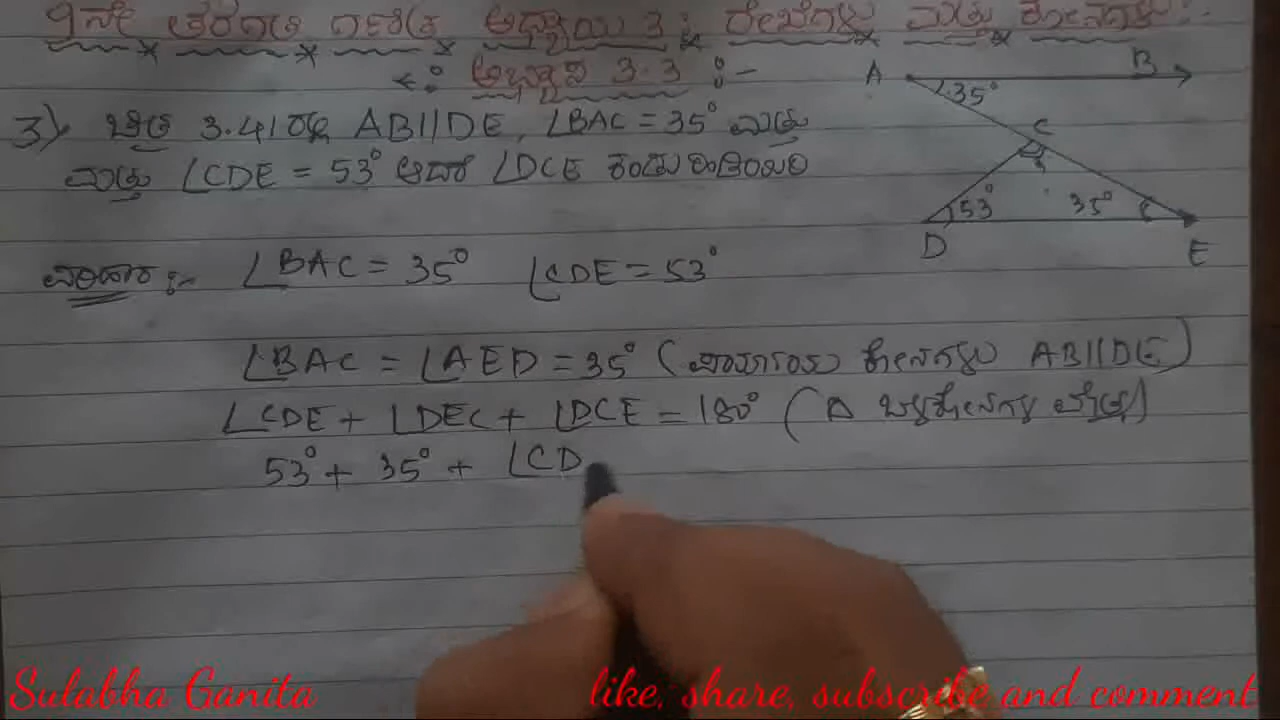 9ನೇ ತರಗತಿ ಗಣಿತ ಅಧ್ಯಾಯ 3 : ರೇಖೆಗಳು ಮತ್ತು ಕೋನಗಳು :-
ಅಭ್ಯಾಸ 3.3 :-
3) ಚಿತ್ರ 3.41ರಲ್ಲಿ AB||DE, ∠BAC = 35° ಮತ್ತು
ಮತ್ತು ∠CDE = 53° ಆದರೆ ∠DCE ಕಂಡು ಹಿಡಿಯಿರಿ
A B
35°
C
?
53° 35°
D E
ಪರಿಹಾರ :- ∠BAC = 35° ∠CDE = 53°
∠BAC = ∠AED = 35° (ಪರ್ಯಾಯ ಕೋನಗಳು AB||DE)
∠CDE + ∠DEC + ∠DCE = 180° (Δ ಒಳಕೋನಗಳ ಮೊತ್ತ)
53° + 35° + ∠CD
Sulabha Ganita like, share, subscribe and comment